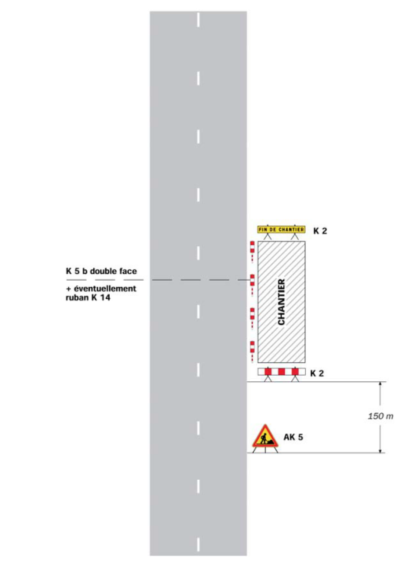 FIN DE CHANTIER
K 2
K 5 b double face
+ éventuellement
ruban K 14
CHANTIER
K 2
150 m
AK 5